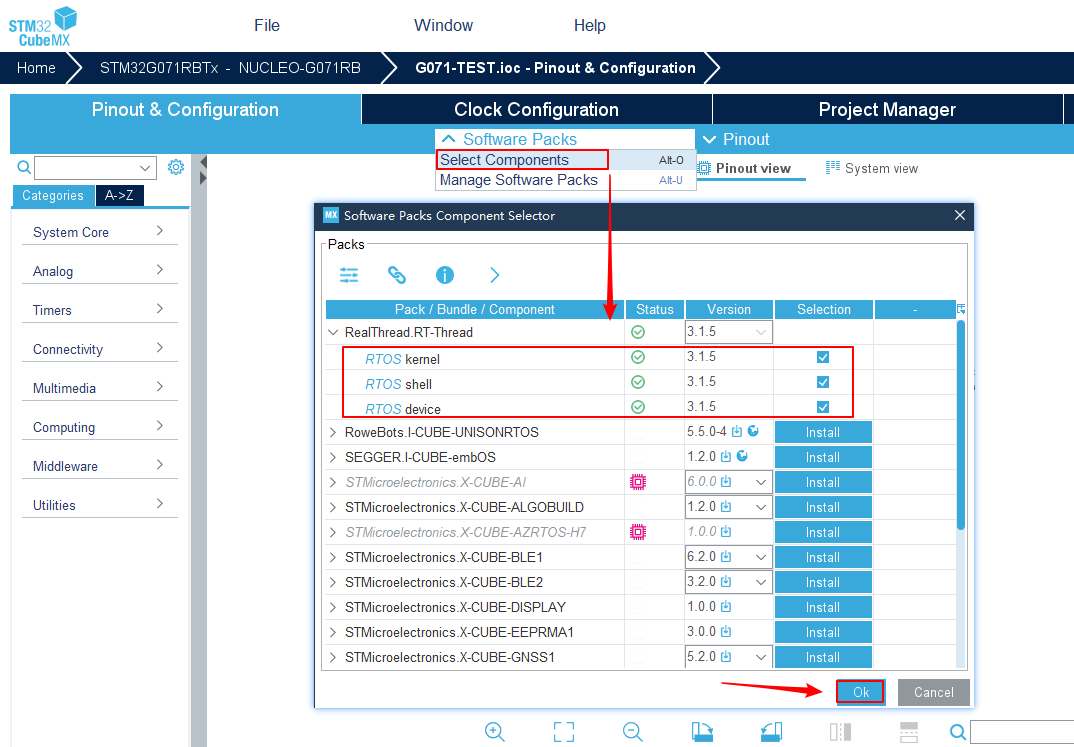 STM32
CubeMX
File Window Help
Home STM32G071RBTx - NUCLEO-G071RB G071-TEST.ioc - Pinout & Configuration
Pinout & Configuration Clock Configuration Project Manager
Software Packs Pinout
Select Components Alt-O
Manage Software Packs Alt-U
Pinout view System view
Categories A->Z
System Core
Analog
Timers
Connectivity
Multimedia
Computing
Middleware
Utilities
MX Software Packs Component Selector
Packs
Pack / Bundle / Component Status Version Selection -
RealThread.RT-Thread 3.1.5
RTOS kernel 3.1.5
RTOS shell 3.1.5
RTOS device 3.1.5
RoweBots.I-CUBE-UNISONRTOS 5.5.0-4 Install
SEGGER.I-CUBE-embOS 1.2.0 Install
STMicroelectronics.X-CUBE-AI 6.0.0 Install
STMicroelectronics.X-CUBE-ALGOBUILD 1.2.0 Install
STMicroelectronics.X-CUBE-AZRTOS-H7 1.0.0 Install
STMicroelectronics.X-CUBE-BLE1 6.2.0 Install
STMicroelectronics.X-CUBE-BLE2 3.2.0 Install
STMicroelectronics.X-CUBE-DISPLAY 1.0.0 Install
STMicroelectronics.X-CUBE-EEPRMA1 3.0.0 Install
STMicroelectronics.X-CUBE-GNSS1 5.2.0 Install
Ok Cancel